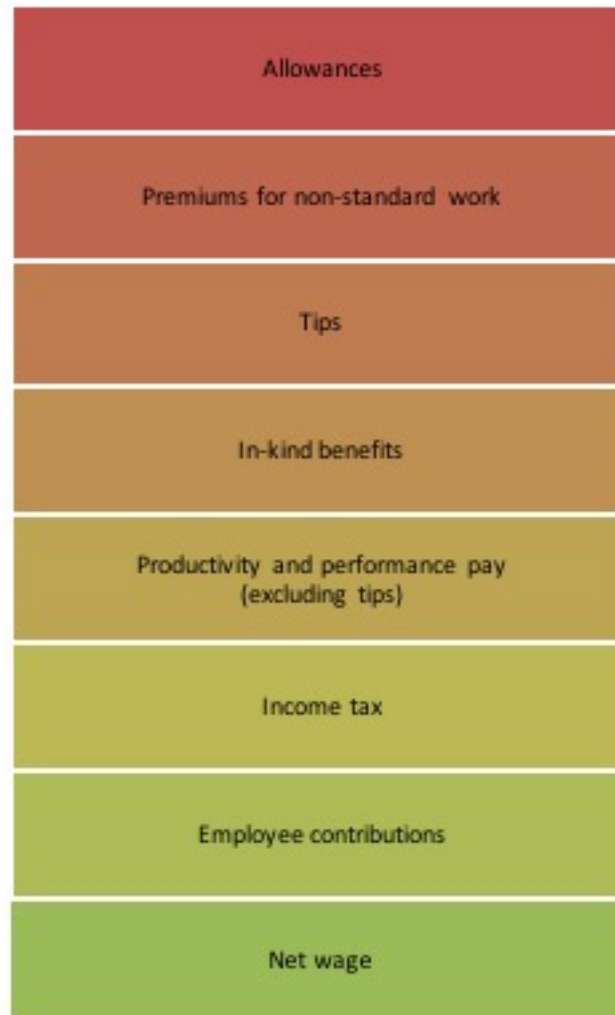 Allowances
Premiums for non-standard work
Tips
In-kind benefits
Productivity and performance pay
(excluding tips)
Income tax
Employee contributions
Net wage